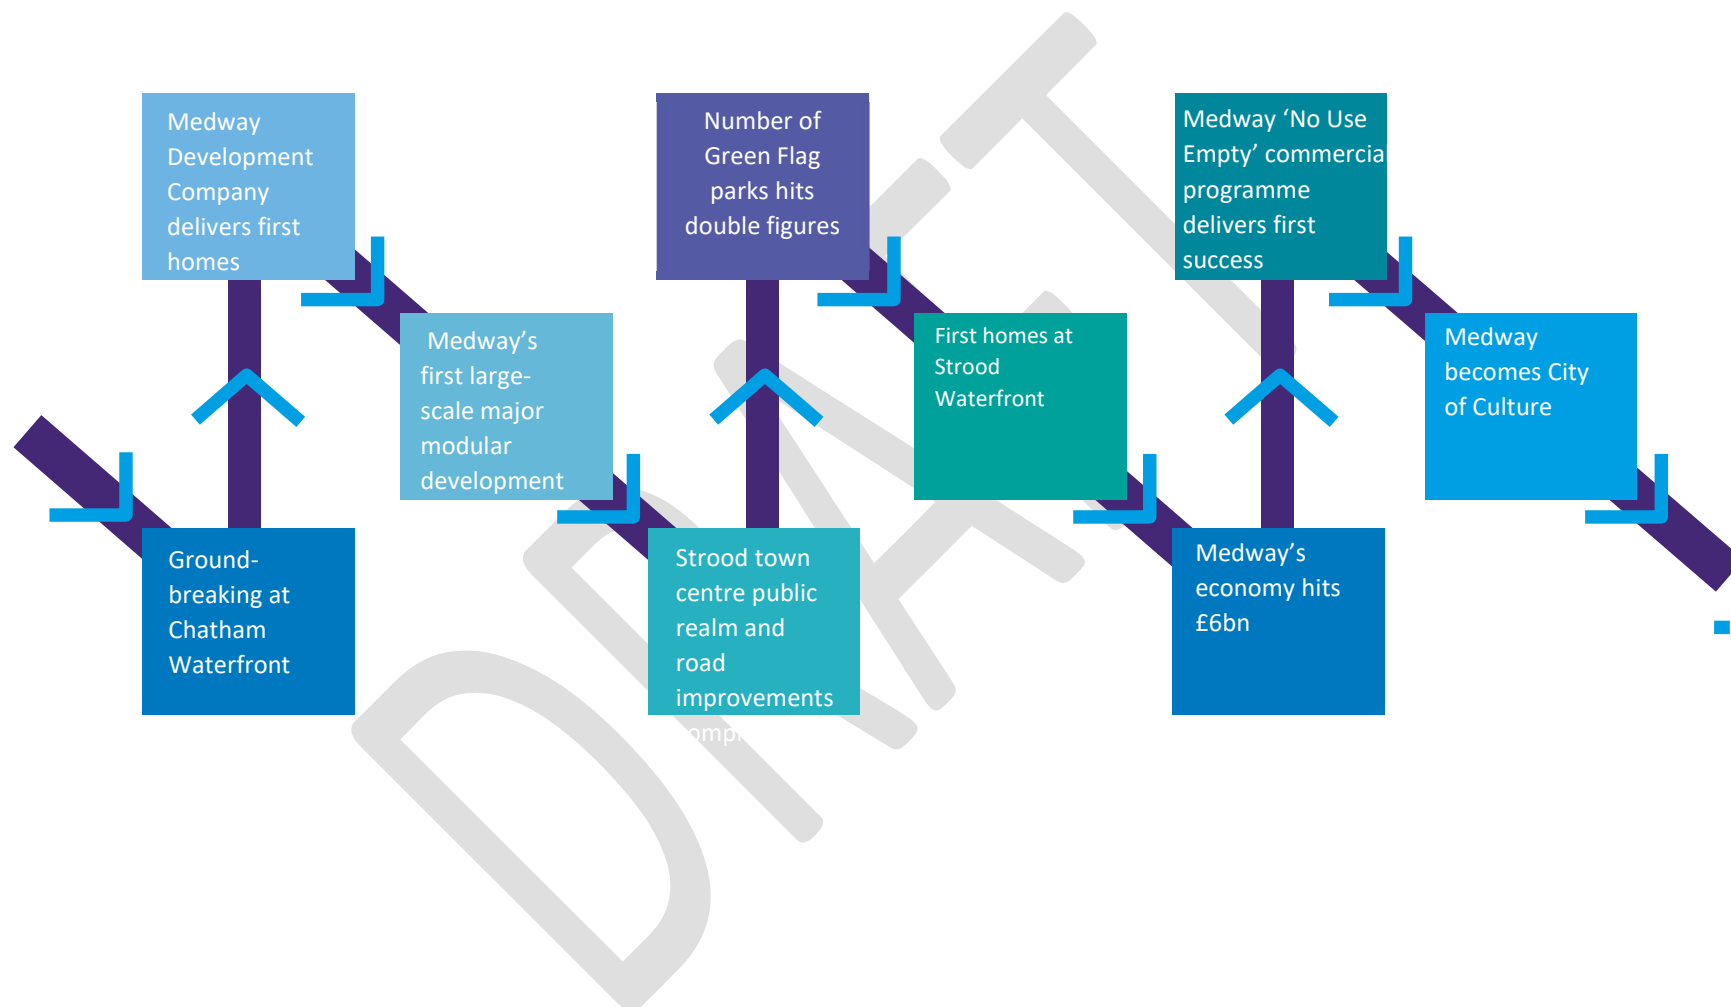 Medway
Development
Company
delivers first
homes
Number of
Green Flag
parks hits
double figures
Medway ‘No Use
Empty’ commercial
programme
delivers first
success
Medway’s
first large-
scale major
modular
development
First homes at
Strood
Waterfront
Medway
becomes City
of Culture
Ground-
breaking at
Chatham
Waterfront
Strood town
centre public
realm and
road
improvements
Medway’s
economy hits
£6bn
DRAFT